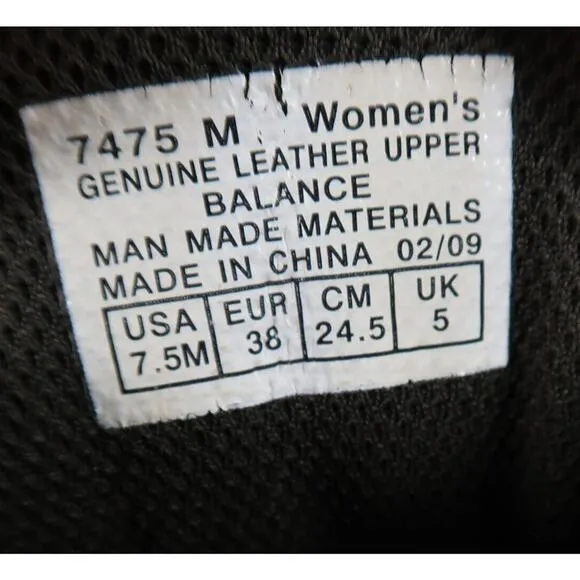 7475 M Women's
GENUINE LEATHER UPPER
BALANCE
MAN MADE MATERIALS
MADE IN CHINA 02/09
USA EUR CM UK
7.5M 38 24.5 5